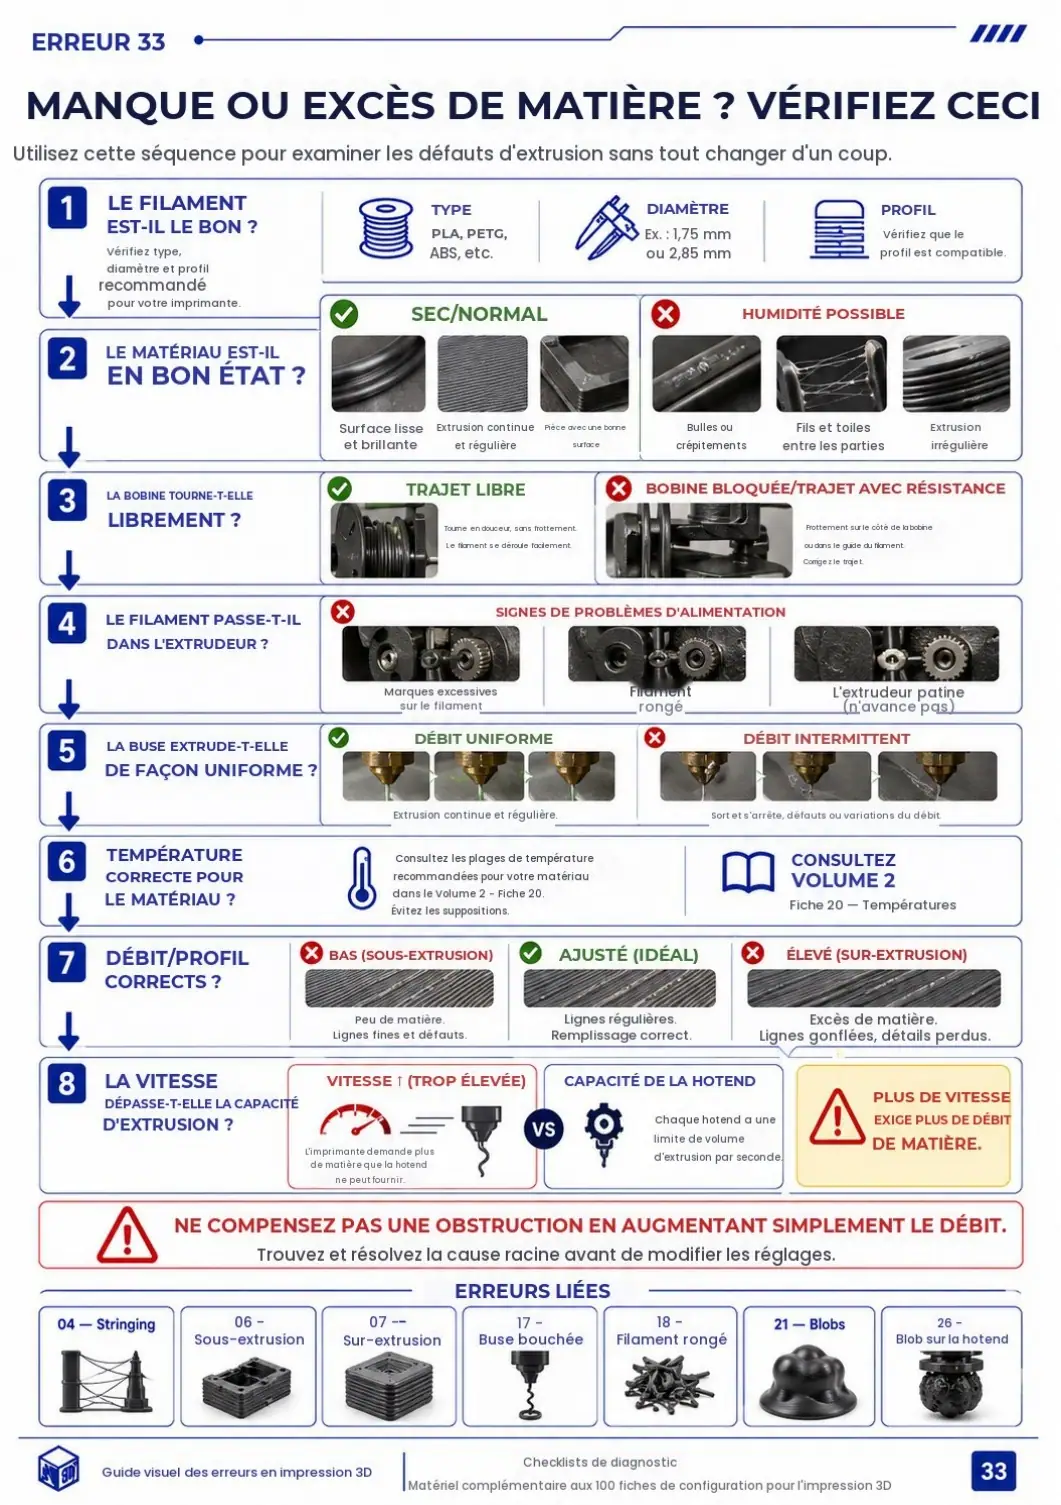 ERREUR 33
MANQUE OU EXCÈS DE MATIÈRE ? VÉRIFIEZ CECI
Utilisez cette séquence pour examiner les défauts d'extrusion sans tout changer d'un coup.
1
LE FILAMENT
EST-IL LE BON ?
Vérifiez type,
diamètre et profil
recommandé
pour votre imprimante.
TYPE
PLA, PETG,
ABS, etc.
DIAMÈTRE
Ex. : 1,75 mm
ou 2,85 mm
PROFIL
Vérifiez que le
profil est compatible.
2
LE MATÉRIAU EST-IL
EN BON ÉTAT ?
SEC/NORMAL
Surface lisse
et brillante
Extrusion continue
et régulière
Pièce avec une bonne
surface
HUMIDITÉ POSSIBLE
Bulles ou
crépitements
Fils et toiles
entre les parties
Extrusion
irrégulière
3
LA BOBINE TOURNE-T-ELLE
LIBREMENT ?
TRAJET LIBRE
Tourne en douceur, sans frottement.
Le filament se déroule facilement.
BOBINE BLOQUÉE/TRAJET AVEC RÉSISTANCE
Frottement sur le côté de la bobine
ou dans le guide du filament.
Corrigez le trajet.
4
LE FILAMENT PASSE-T-IL
DANS L'EXTRUDEUR ?
SIGNES DE PROBLÈMES D'ALIMENTATION
Marques excessives
sur le filament
Filament
rongé
L'extrudeur patine
(n'avance pas)
5
LA BUSE EXTRUDE-T-ELLE
DE FAÇON UNIFORME ?
DÉBIT UNIFORME
Extrusion continue et régulière.
DÉBIT INTERMITTENT
Sort et s'arrête, défauts ou variations du débit.
6
TEMPÉRATURE
CORRECTE POUR
LE MATÉRIAU ?
Consultez les plages de température
recommandées pour votre matériau
dans le Volume 2 - Fiche 20.
Évitez les suppositions.
CONSULTEZ
VOLUME 2
Fiche 20 — Températures
7
DÉBIT/PROFIL
CORRECTS ?
BAS (SOUS-EXTRUSION)
Peu de matière.
Lignes fines et défauts.
AJUSTÉ (IDÉAL)
Lignes régulières.
Remplissage correct.
ÉLEVÉ (SUR-EXTRUSION)
Excès de matière.
Lignes gonflées, détails perdus.
8
LA VITESSE
DÉPASSE-T-ELLE LA CAPACITÉ
D'EXTRUSION ?
VITESSE ↑ (TROP ÉLEVÉE)
L'imprimante demande plus
de matière que la hotend
ne peut fournir.
VS
CAPACITÉ DE LA HOTEND
Chaque hotend a une
limite de volume
d'extrusion par seconde.
PLUS DE VITESSE
EXIGE PLUS DE DÉBIT
DE MATIÈRE.
NE COMPENSEZ PAS UNE OBSTRUCTION EN AUGMENTANT SIMPLEMENT LE DÉBIT.
Trouvez et résolvez la cause racine avant de modifier les réglages.
ERREURS LIÉES
04 — Stringing
06 -
Sous-extrusion
07 --
Sur-extrusion
17 -
Buse bouchée
18 -
Filament rongé
21 — Blobs
26 -
Blob sur la hotend
Guide visuel des erreurs en impression 3D
Checklists de diagnostic
Matériel complémentaire aux 100 fiches de configuration pour l'impression 3D
33